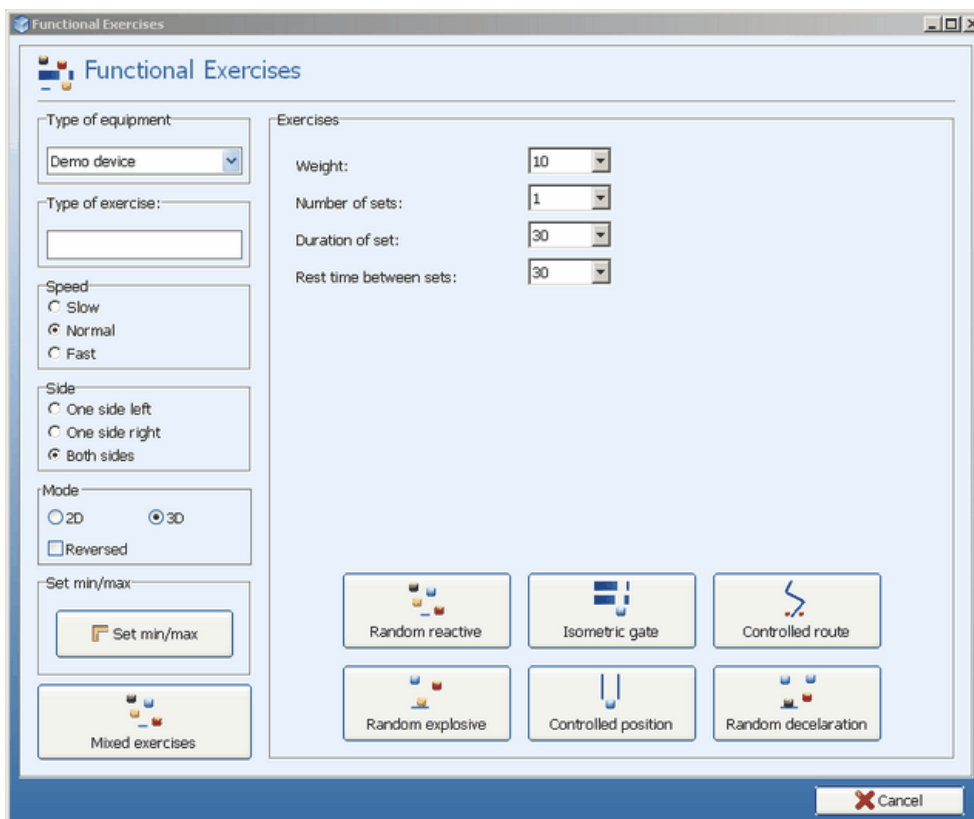 Functional Exercises
Functional Exercises
Type of equipment
Demo device
Type of exercise:
Speed
Slow
Normal
Fast
Side
One side left
One side right
Both sides
Mode
2D 3D
Reversed
Set min/max
Set min/max
Mixed exercises
Exercises
Weight: 10
Number of sets: 1
Duration of set: 30
Rest time between sets: 30
Random reactive Isometric gate Controlled route
Random explosive Controlled position Random decelaration
Cancel